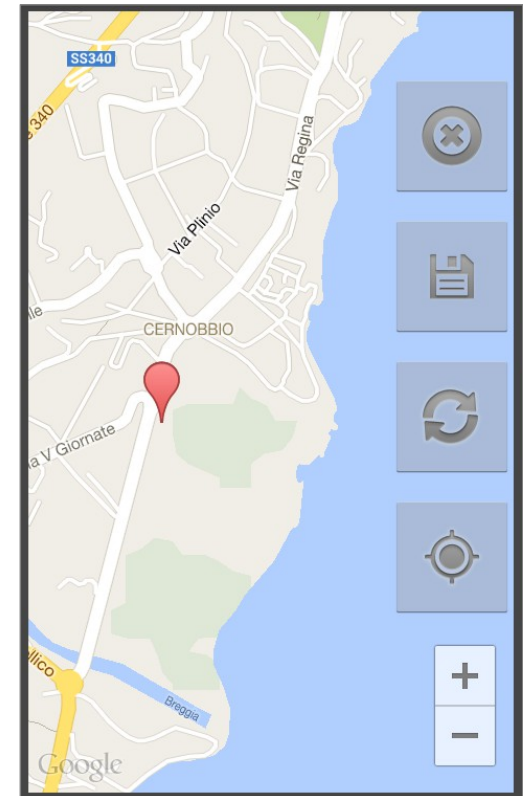 SS340
340
Via Regina
Via Plinio
CERNOBBIO
V Giornate
Breggia
Google
+
−